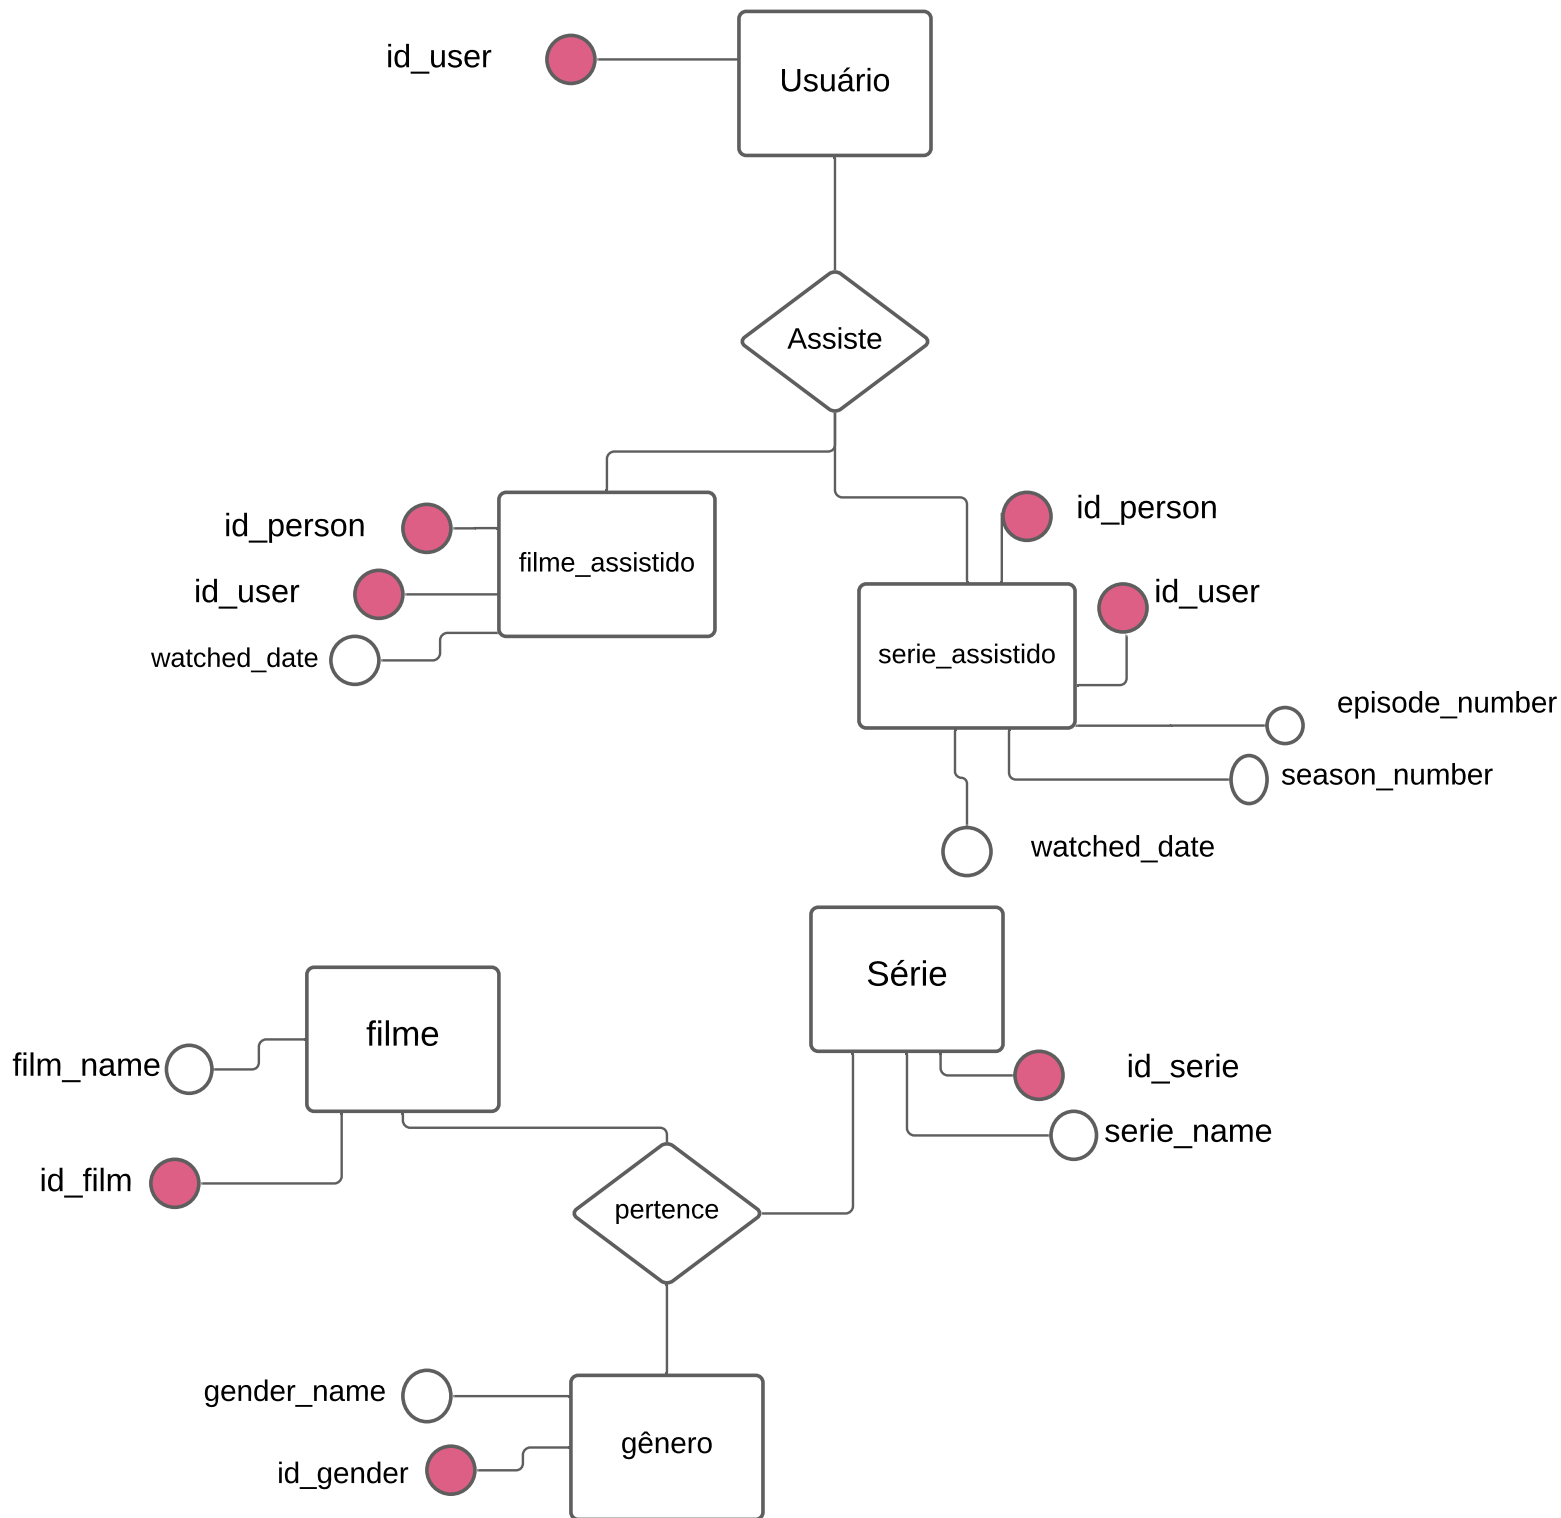 id_user
Usuário
Assiste
id_person
filme_assistido
id_user
watched_date
id_person
id_user
serie_assistido
episode_number
season_number
watched_date
Série
filme
film_name
id_serie
serie_name
id_film
pertence
gender_name
gênero
id_gender